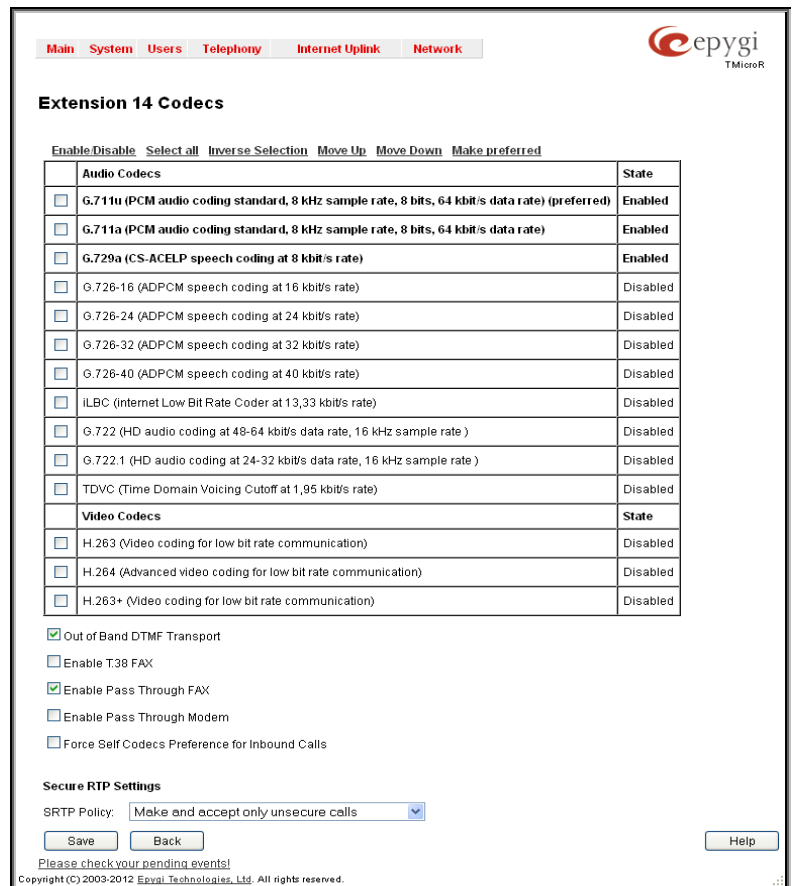 Main System Users Telephony Internet Uplink Network
epygi
TMicroR
Extension 14 Codecs
Enable/Disable Select all Inverse Selection Move Up Move Down Make preferred
Audio Codecs State
G.711u (PCM audio coding standard, 8 kHz sample rate, 8 bits, 64 kbit/s data rate) (preferred) Enabled
G.711a (PCM audio coding standard, 8 kHz sample rate, 8 bits, 64 kbit/s data rate) Enabled
G.729a (CS-ACELP speech coding at 8 kbit/s rate) Enabled
G.726-16 (ADPCM speech coding at 16 kbit/s rate) Disabled
G.726-24 (ADPCM speech coding at 24 kbit/s rate) Disabled
G.726-32 (ADPCM speech coding at 32 kbit/s rate) Disabled
G.726-40 (ADPCM speech coding at 40 kbit/s rate) Disabled
iLBC (internet Low Bit Rate Coder at 13,33 kbit/s rate) Disabled
G.722 (HD audio coding at 48-64 kbit/s data rate, 16 kHz sample rate ) Disabled
G.722.1 (HD audio coding at 24-32 kbit/s data rate, 16 kHz sample rate ) Disabled
TDVC (Time Domain Voicing Cutoff at 1,95 kbit/s rate) Disabled
Video Codecs State
H.263 (Video coding for low bit rate communication) Disabled
H.264 (Advanced video coding for low bit rate communication) Disabled
H.263+ (Video coding for low bit rate communication) Disabled
Out of Band DTMF Transport
Enable T.38 FAX
Enable Pass Through FAX
Enable Pass Through Modem
Force Self Codecs Preference for Inbound Calls
Secure RTP Settings
SRTP Policy: Make and accept only unsecure calls
Save Back Help
Please check your pending events!
Copyright (C) 2003-2012 Epygi Technologies, Ltd. All rights reserved.